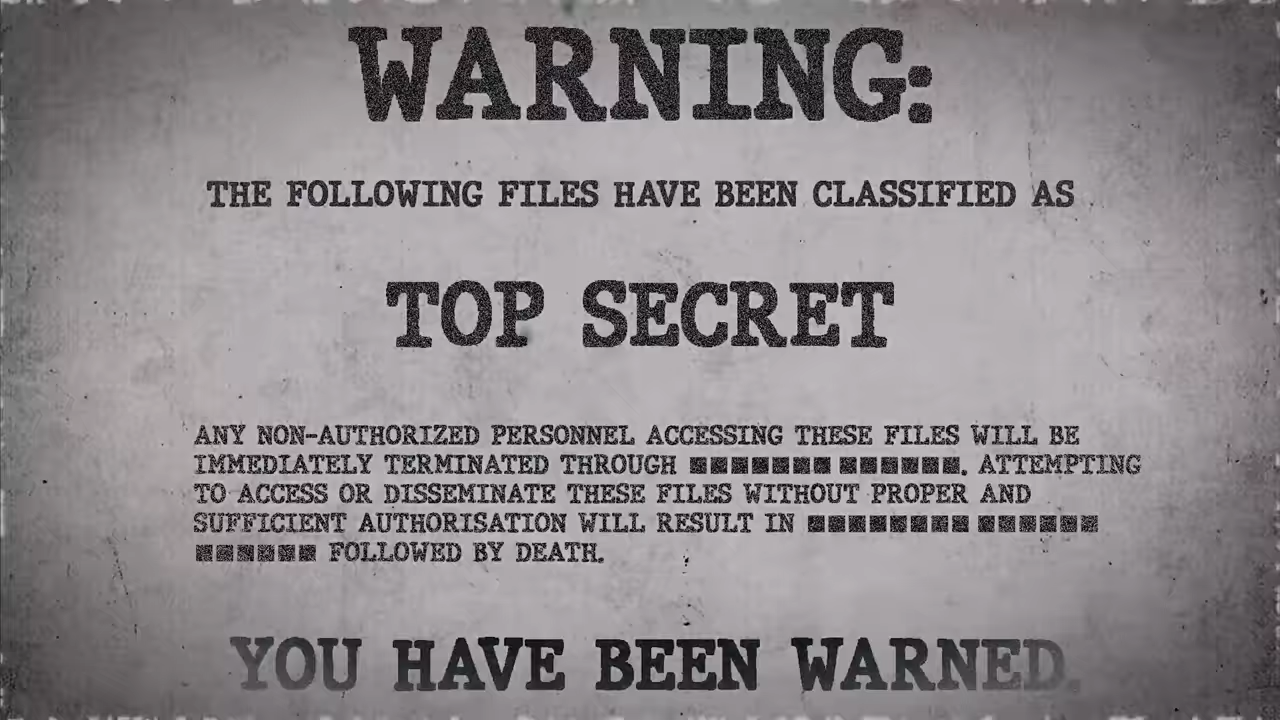 WARNING:
THE FOLLOWING FILES HAVE BEEN CLASSIFIED AS
TOP SECRET
ANY NON-AUTHORIZED PERSONNEL ACCESSING THESE FILES WILL BE
IMMEDIATELY TERMINATED THROUGH ■■■■■■■ ■■■■■■. ATTEMPTING
TO ACCESS OR DISSEMINATE THESE FILES WITHOUT PROPER AND
SUFFICIENT AUTHORISATION WILL RESULT IN ■■■■■■■■ ■■■■■■
■■■■■■ FOLLOWED BY DEATH.
YOU HAVE BEEN WARNED.